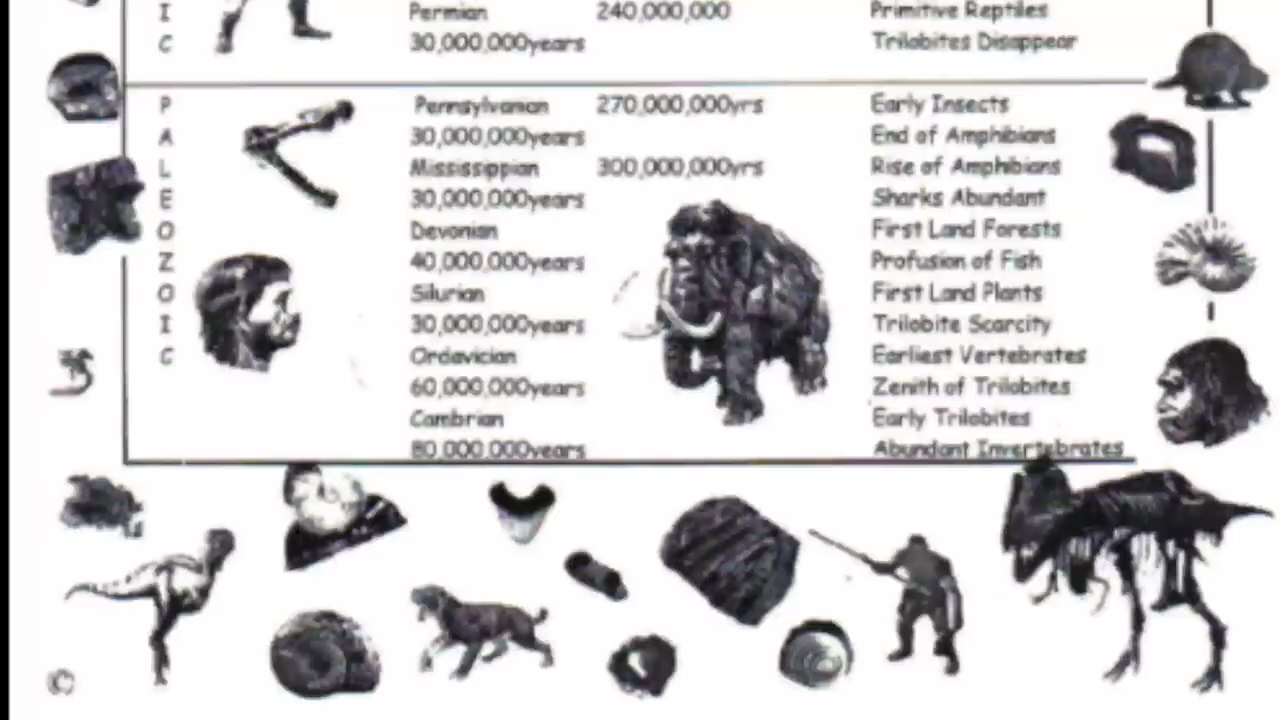 I Permian 240,000,000 Primitive Reptiles
C 30,000,000years Trilobites Disappear
P Pennsylvanian 270,000,000yrs Early Insects
A 30,000,000years End of Amphibians
L Mississippian 300,000,000yrs Rise of Amphibians
E 30,000,000years Sharks Abundant
O Devonian First Land Forests
Z 40,000,000years Profusion of Fish
O Silurian First Land Plants
I 30,000,000years Trilobite Scarcity
C Ordavician Earliest Vertebrates
60,000,000years Zenith of Trilobites
Cambrian Early Trilobites
80,000,000years Abundant Invertebrates
©